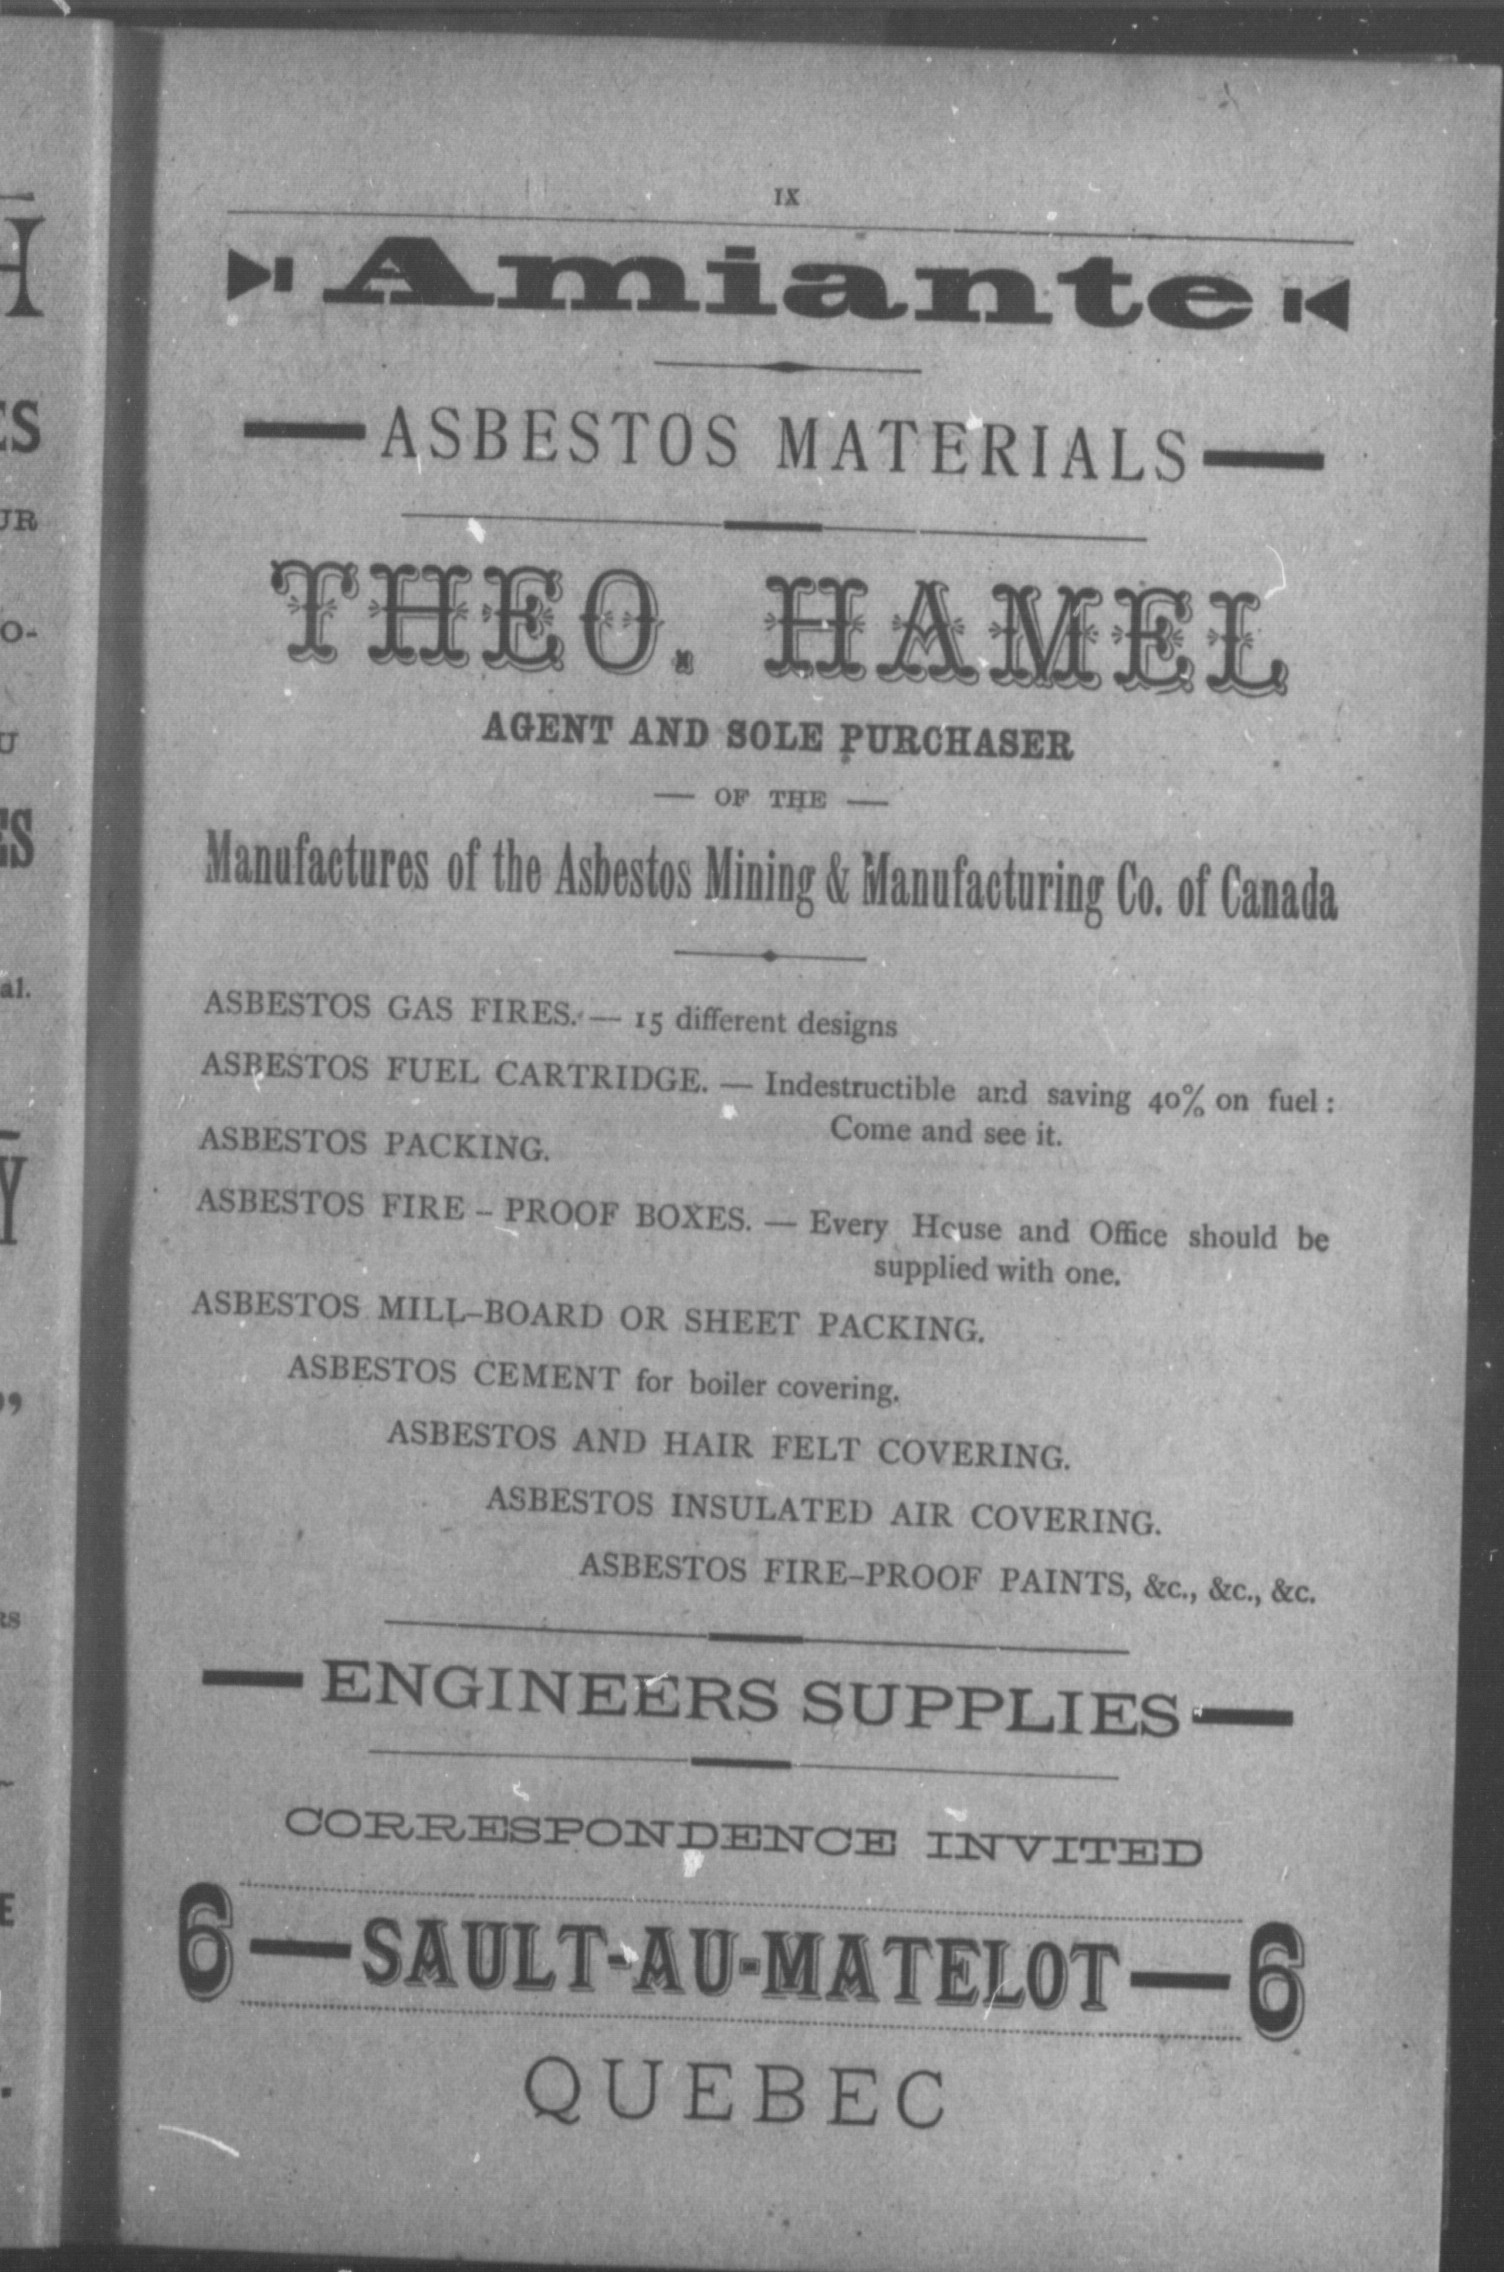 IX
Amiante
— ASBESTOS MATERIALS —
THEO. HAMEL
AGENT AND SOLE PURCHASER
— OF THE —
Manufactures of the Asbestos Mining & Manufacturing Co. of Canada
ASBESTOS GAS FIRES. — 15 different designs
ASBESTOS FUEL CARTRIDGE. — Indestructible and saving 40% on fuel :
Come and see it.
ASBESTOS PACKING.
ASBESTOS FIRE - PROOF BOXES. — Every House and Office should be
supplied with one.
ASBESTOS MILL-BOARD OR SHEET PACKING.
ASBESTOS CEMENT for boiler covering.
ASBESTOS AND HAIR FELT COVERING.
ASBESTOS INSULATED AIR COVERING.
ASBESTOS FIRE-PROOF PAINTS, &c., &c., &c.
— ENGINEERS SUPPLIES —
CORRESPONDENCE INVITED
6 — SAULT-AU-MATELOT — 6
QUEBEC